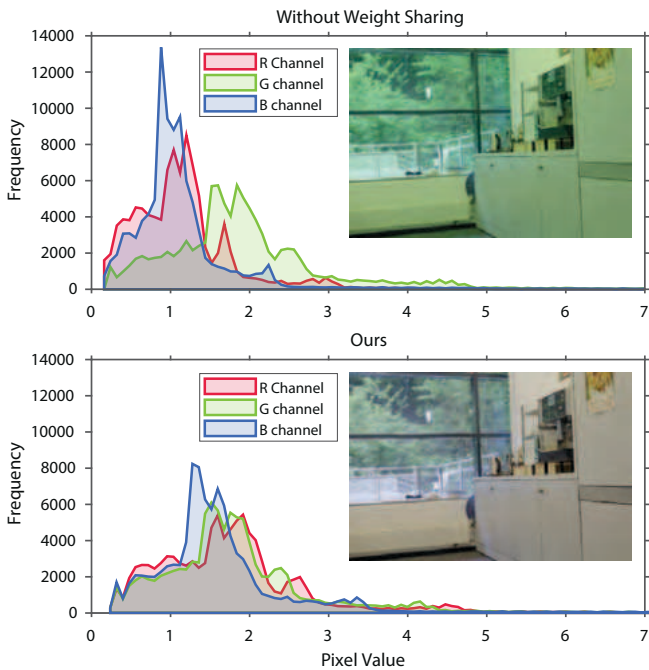 Without Weight Sharing
14000
12000
10000
8000
6000
4000
2000
0
Frequency
R Channel
G channel
B channel
0 1 2 3 4 5 6 7
Ours
14000
12000
10000
8000
6000
4000
2000
0
Frequency
R Channel
G channel
B channel
0 1 2 3 4 5 6 7
Pixel Value